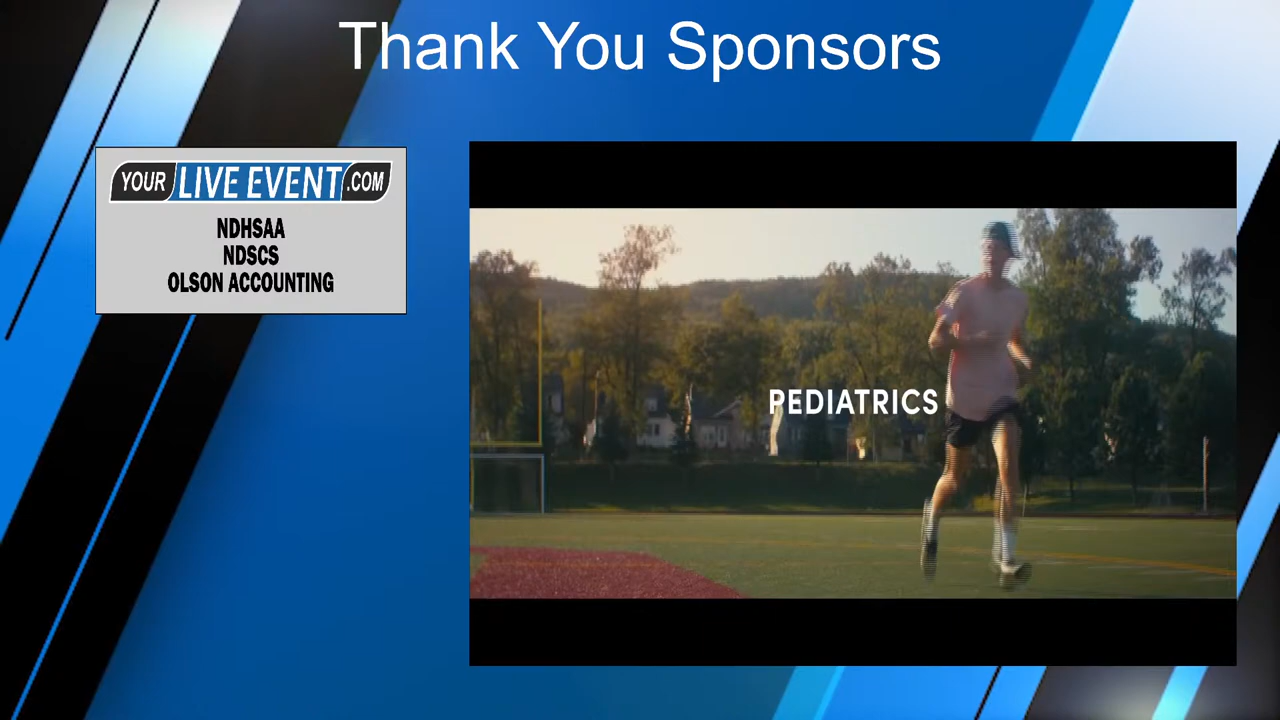 Thank You Sponsors
YOUR LIVE EVENT .COM
NDHSAA
NDSCS
OLSON ACCOUNTING
PEDIATRICS